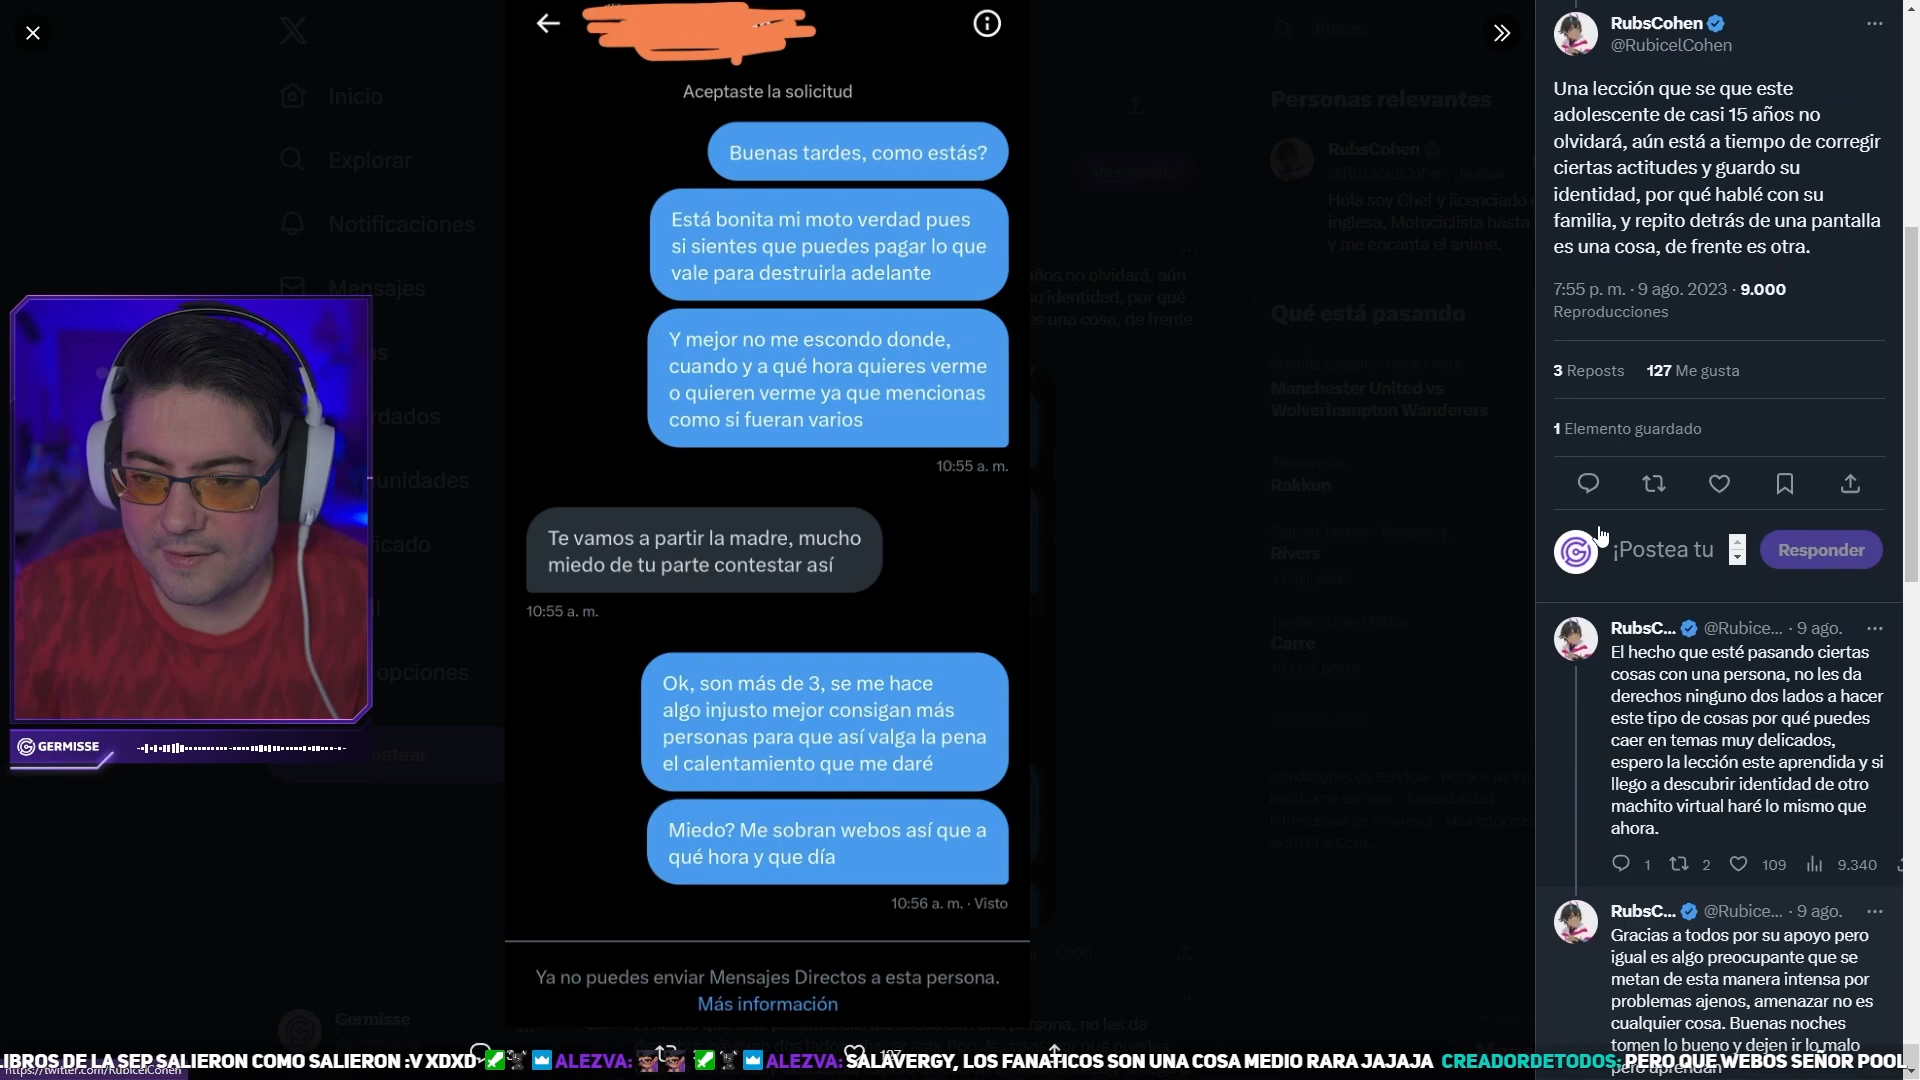 Aceptaste la solicitud
Buenas tardes, como estás?
Está bonita mi moto verdad pues
si sientes que puedes pagar lo que
vale para destruirla adelante
Y mejor no me escondo donde,
cuando y a qué hora quieres verme
o quieren verme ya que mencionas
como si fueran varios
10:55 a. m.
Te vamos a partir la madre, mucho
miedo de tu parte contestar así
10:55 a. m.
Ok, son más de 3, se me hace
algo injusto mejor consigan más
personas para que así valga la pena
el calentamiento que me daré
Miedo? Me sobran webos así que a
qué hora y que día
10:56 a. m. · Visto
Ya no puedes enviar Mensajes Directos a esta persona.
Más información
Inicio
Explorar
Notificaciones
Mensajes
GERMISSE
Germisse
Buscar
Personas relevantes
RubsCohen
@RubicelCohen
Hola soy Chef y licenciado
inglesa, Motociclista hasta
y me encanta el anime.
Qué está pasando
Manchester United vs
Wolverhampton Wanderers
Rakkun
Rivers
Carre
RubsCohen
@RubicelCohen
Una lección que se que este
adolescente de casi 15 años no
olvidará, aún está a tiempo de corregir
ciertas actitudes y guardo su
identidad, por qué hablé con su
familia, y repito detrás de una pantalla
es una cosa, de frente es otra.
7:55 p. m. · 9 ago. 2023 · 9.000
Reproducciones
3 Reposts 127 Me gusta
1 Elemento guardado
¡Postea tu
Responder
RubsC... @Rubice... · 9 ago.
El hecho que esté pasando ciertas
cosas con una persona, no les da
derechos ninguno dos lados a hacer
este tipo de cosas por qué puedes
caer en temas muy delicados,
espero la lección este aprendida y si
llego a descubrir identidad de otro
machito virtual haré lo mismo que
ahora.
1 2 109 9.340
RubsC... @Rubice... · 9 ago.
Gracias a todos por su apoyo pero
igual es algo preocupante que se
metan de esta manera intensa por
problemas ajenos, amenazar no es
cualquier cosa. Buenas noches
tomen lo bueno y dejen ir lo malo
pero aprendan
IBROS DE LA SEP SALIERON COMO SALIERON :V XDXD ALEZVA: ALEZVA: SALAVERGY, LOS FANATICOS SON UNA COSA MEDIO RARA JAJAJA CREADORDETODOS: PERO QUE WEBOS SEÑOR POOL
https://twitter.com/RubicelCohen